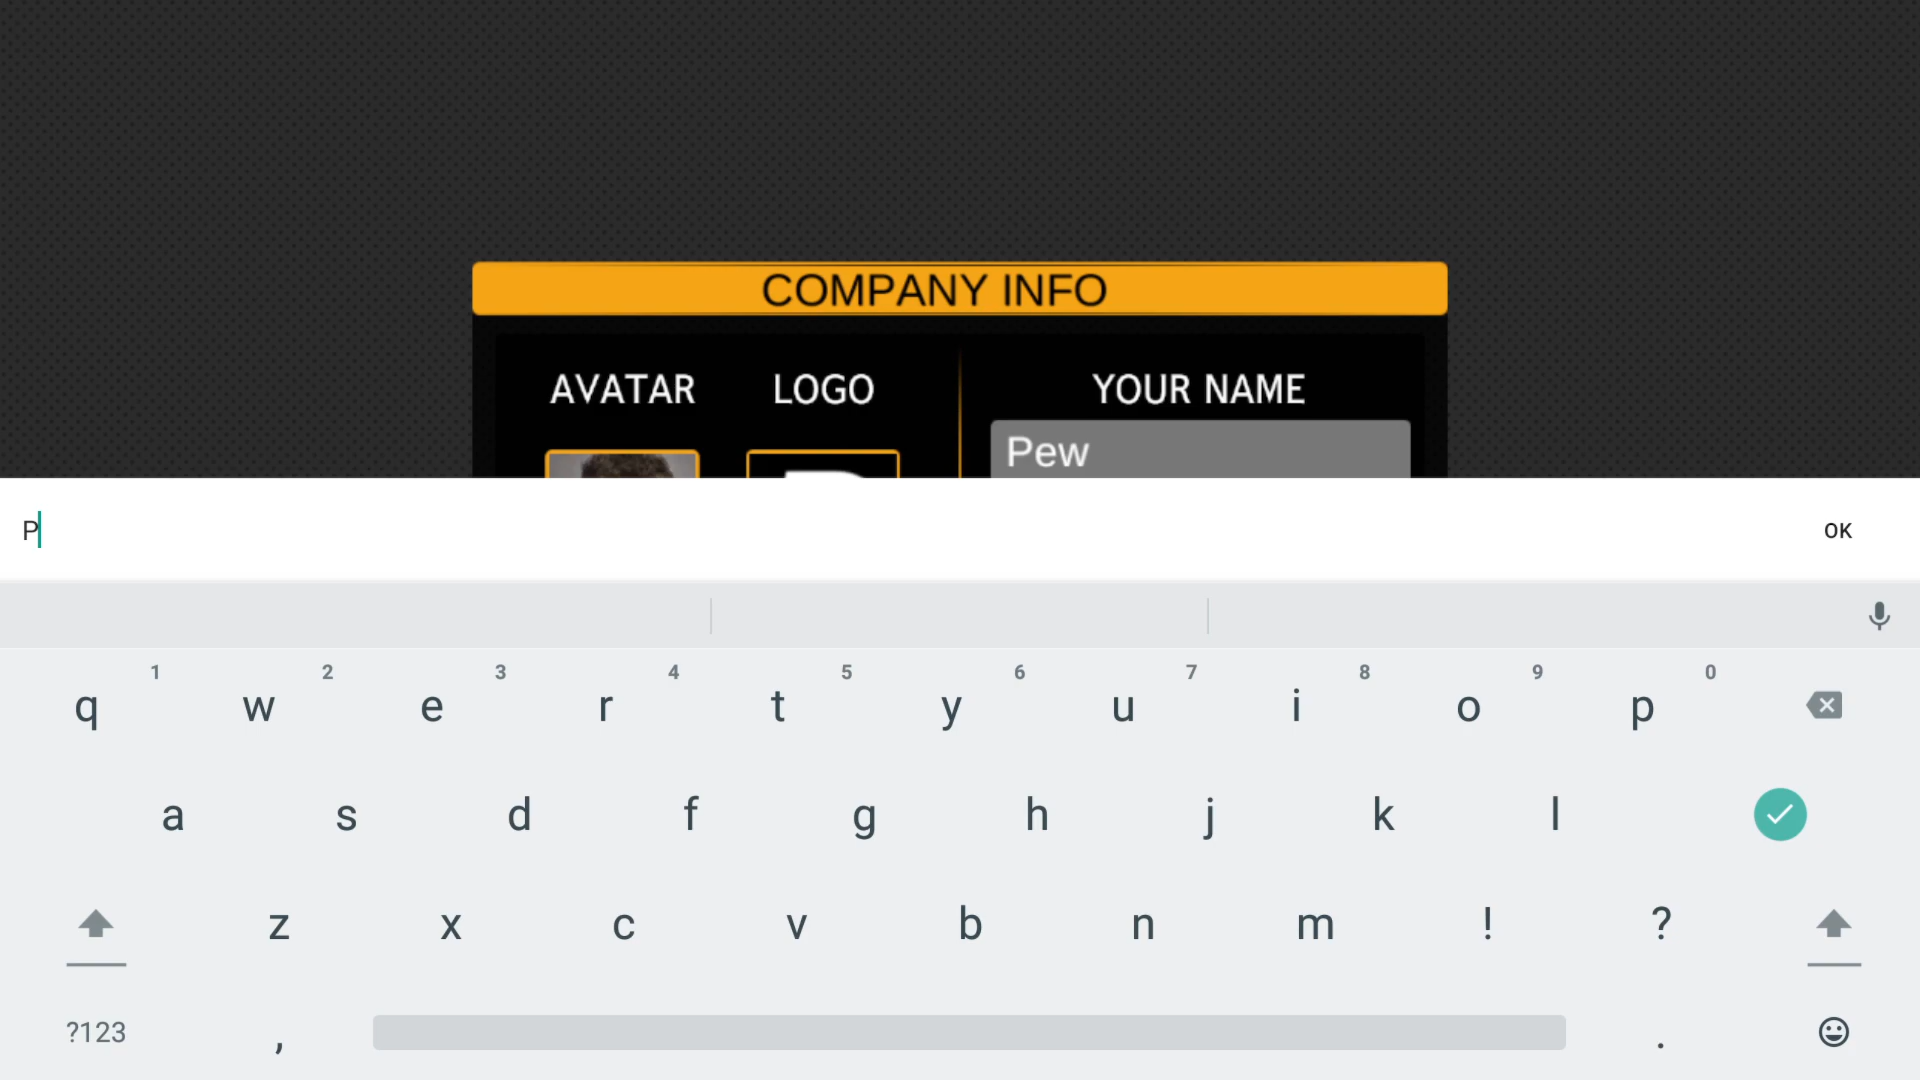 COMPANY INFO
AVATAR LOGO YOUR NAME
Pew
P OK
1 2 3 4 5 6 7 8 9 0
q w e r t y u i o p
a s d f g h j k l
z x c v b n m ! ?
?123 , .